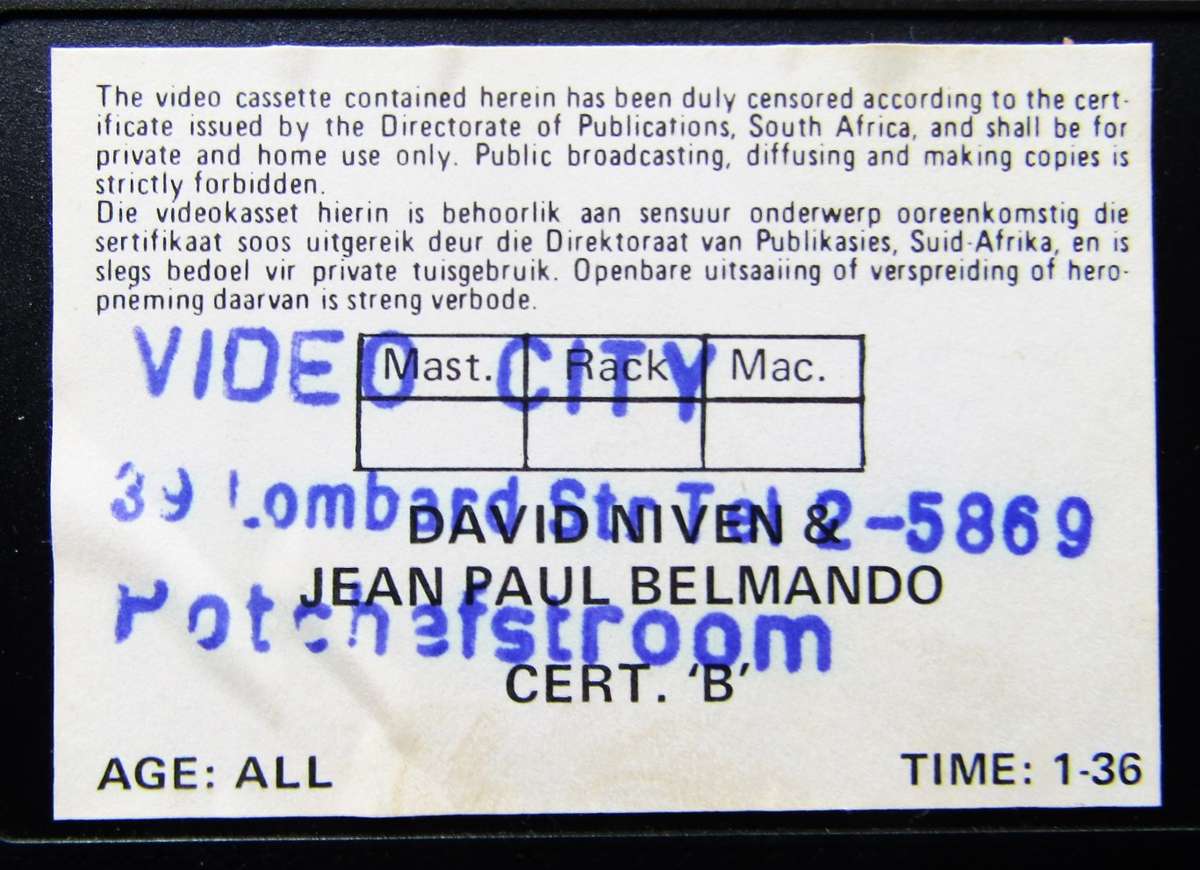 The video cassette contained herein has been duly censored according to the cert-
ificate issued by the Directorate of Publications, South Africa, and shall be for
private and home use only. Public broadcasting, diffusing and making copies is
strictly forbidden.
Die videokasset hierin is behoorlik aan sensuur onderwerp ooreenkomstig die
sertifikaat soos uitgereik deur die Direktoraat van Publikasies, Suid-Afrika, en is
slegs bedoel vir private tuisgebruik. Openbare uitsaaiing of verspreiding of hero-
pneming daarvan is streng verbode.
VIDEO CITY
Mast. Rack Mac.
39 Lombard Str. Tel 2-5869
DAVID NIVEN &
JEAN PAUL BELMANDO
Potchefstroom
CERT. ‘B’
AGE: ALL TIME: 1-36